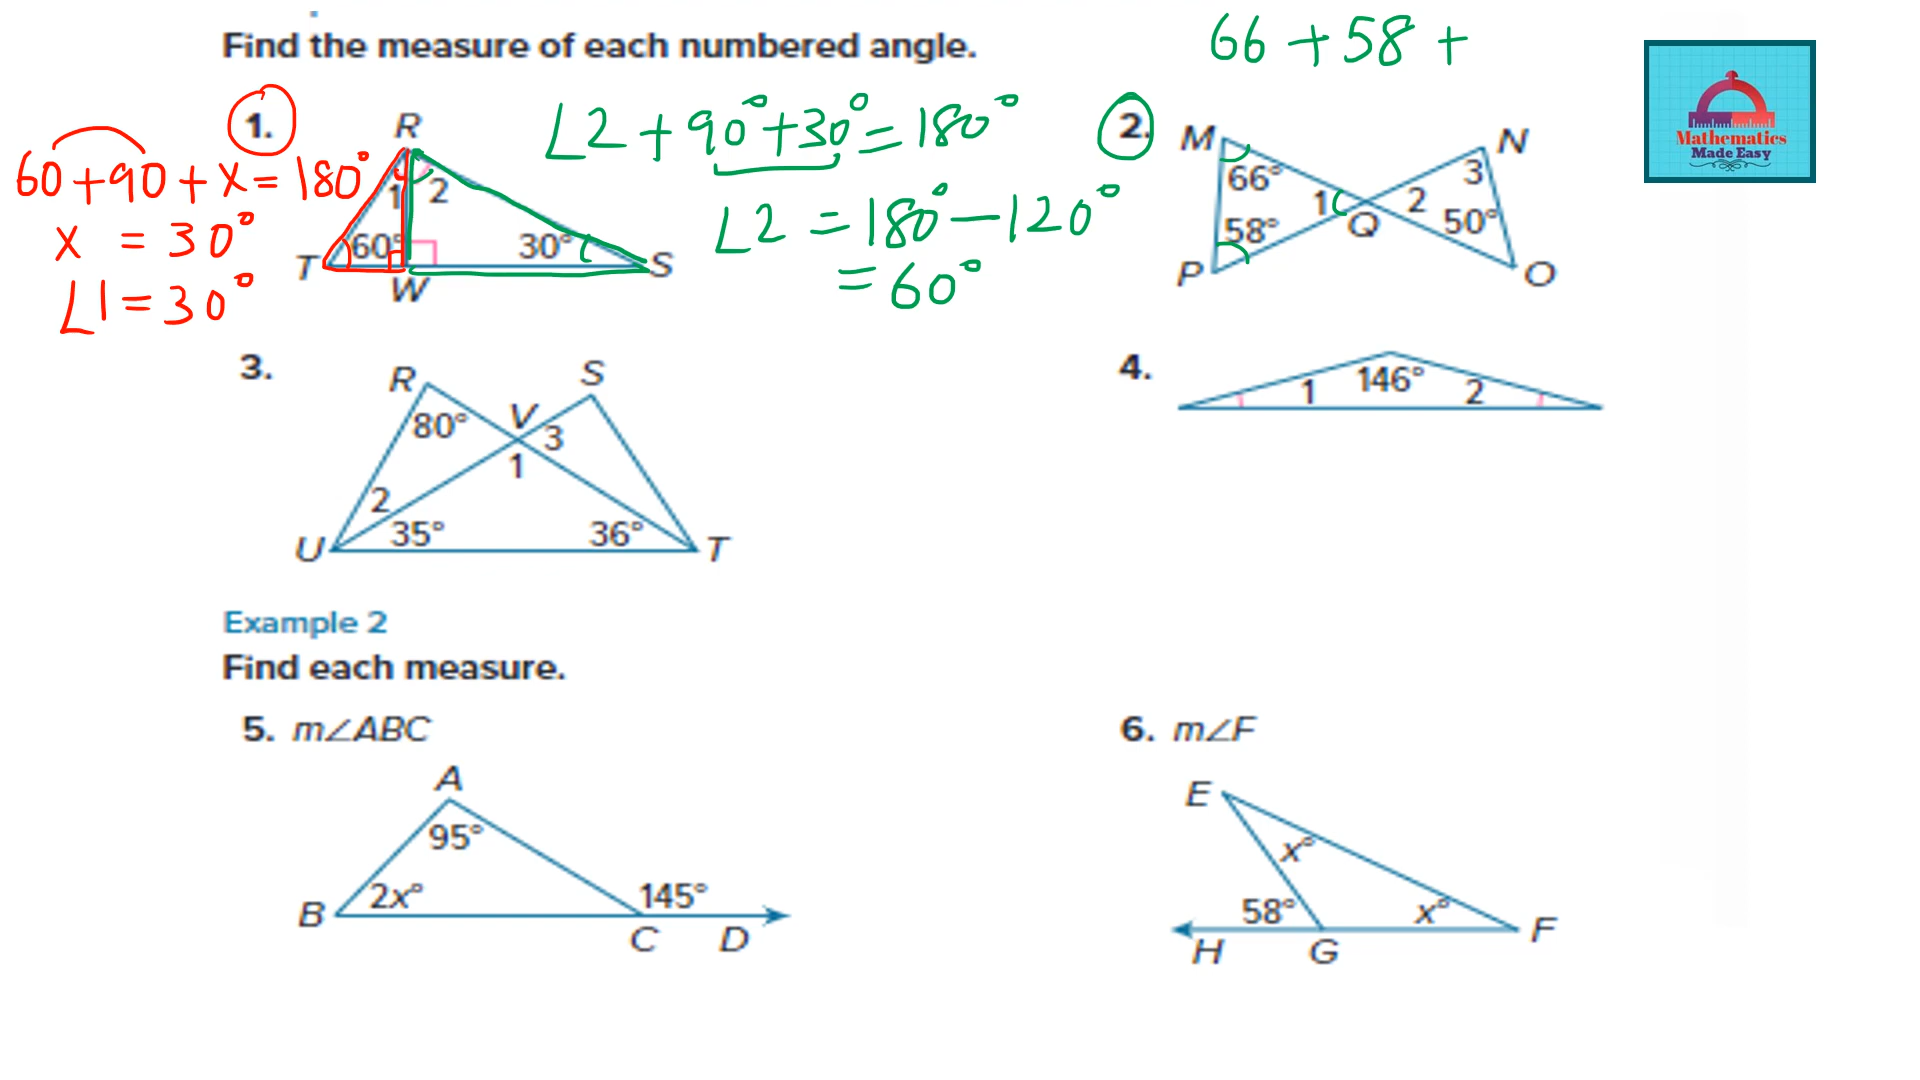 Find the measure of each numbered angle.
66 + 58 +
Mathematics
Made Easy
1.
R
1
2
60°
30°
T
W
S
60+90+x=180°
x = 30°
∠1=30°
∠2+90°+30°=180°
∠2 = 180°−120°
= 60°
2.
M
N
66°
3
1
2
58°
Q
50°
P
O
3.
R
S
80°
V
3
1
2
35°
36°
U
T
4.
1
146°
2
Example 2
Find each measure.
5. m∠ABC
A
95°
2x°
145°
B
C
D
6. m∠F
E
x°
58°
x°
H
G
F